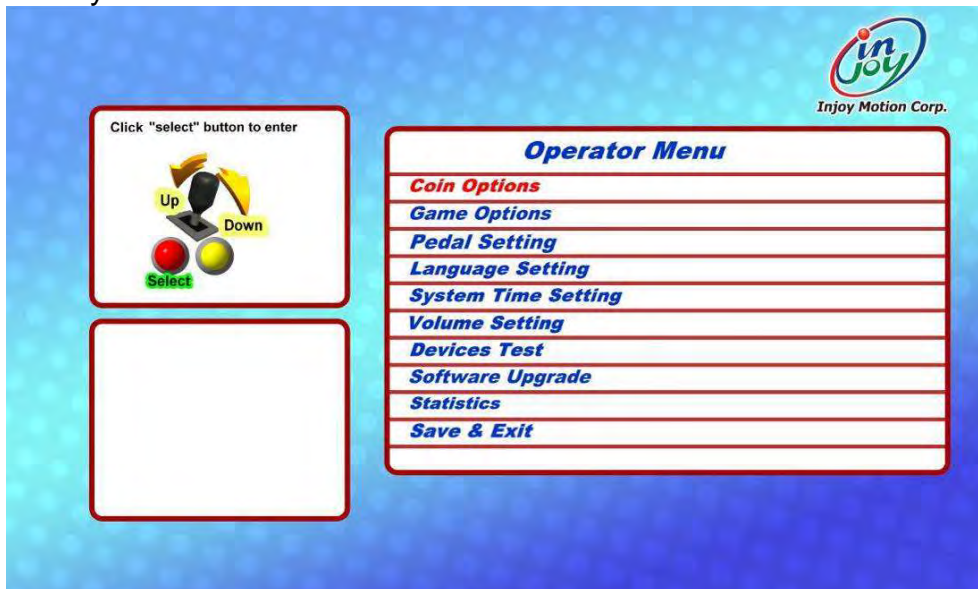 in
joy
Injoy Motion Corp.
Click "select" button to enter
Up
Down
Select
Operator Menu
Coin Options
Game Options
Pedal Setting
Language Setting
System Time Setting
Volume Setting
Devices Test
Software Upgrade
Statistics
Save & Exit